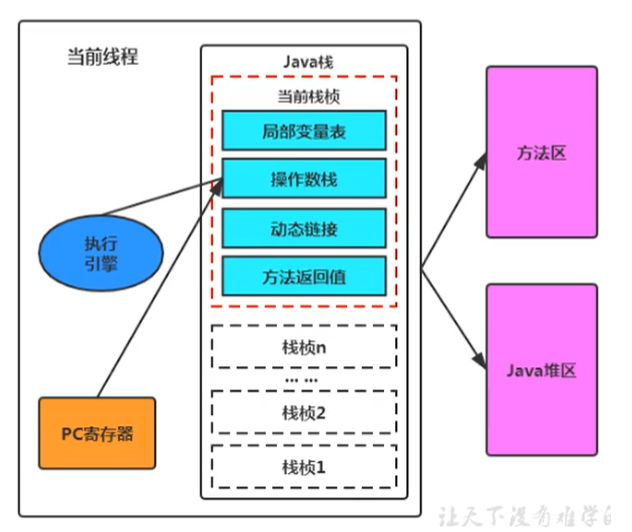 当前线程
Java栈
当前栈桢
局部变量表
操作数栈
动态链接
方法返回值
栈桢n
... ...
栈桢2
栈桢1
执行
引擎
PC寄存器
方法区
Java堆区
让天下没有难学的